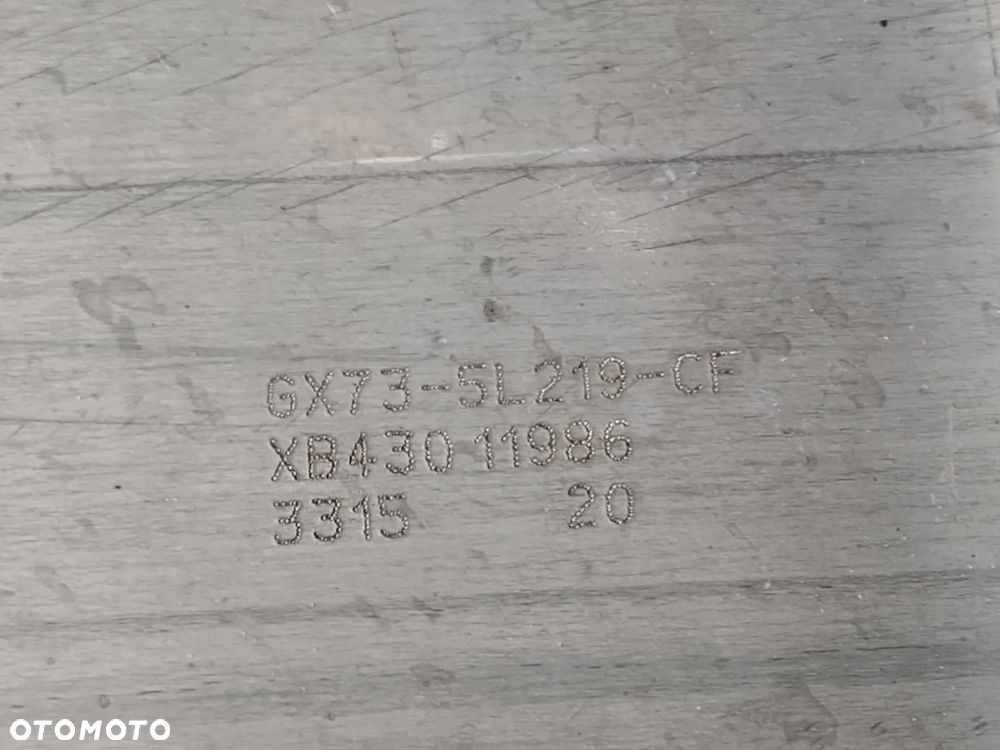 GX73-5L219-CF
XB430 11986
3315 20
OTOMOTO